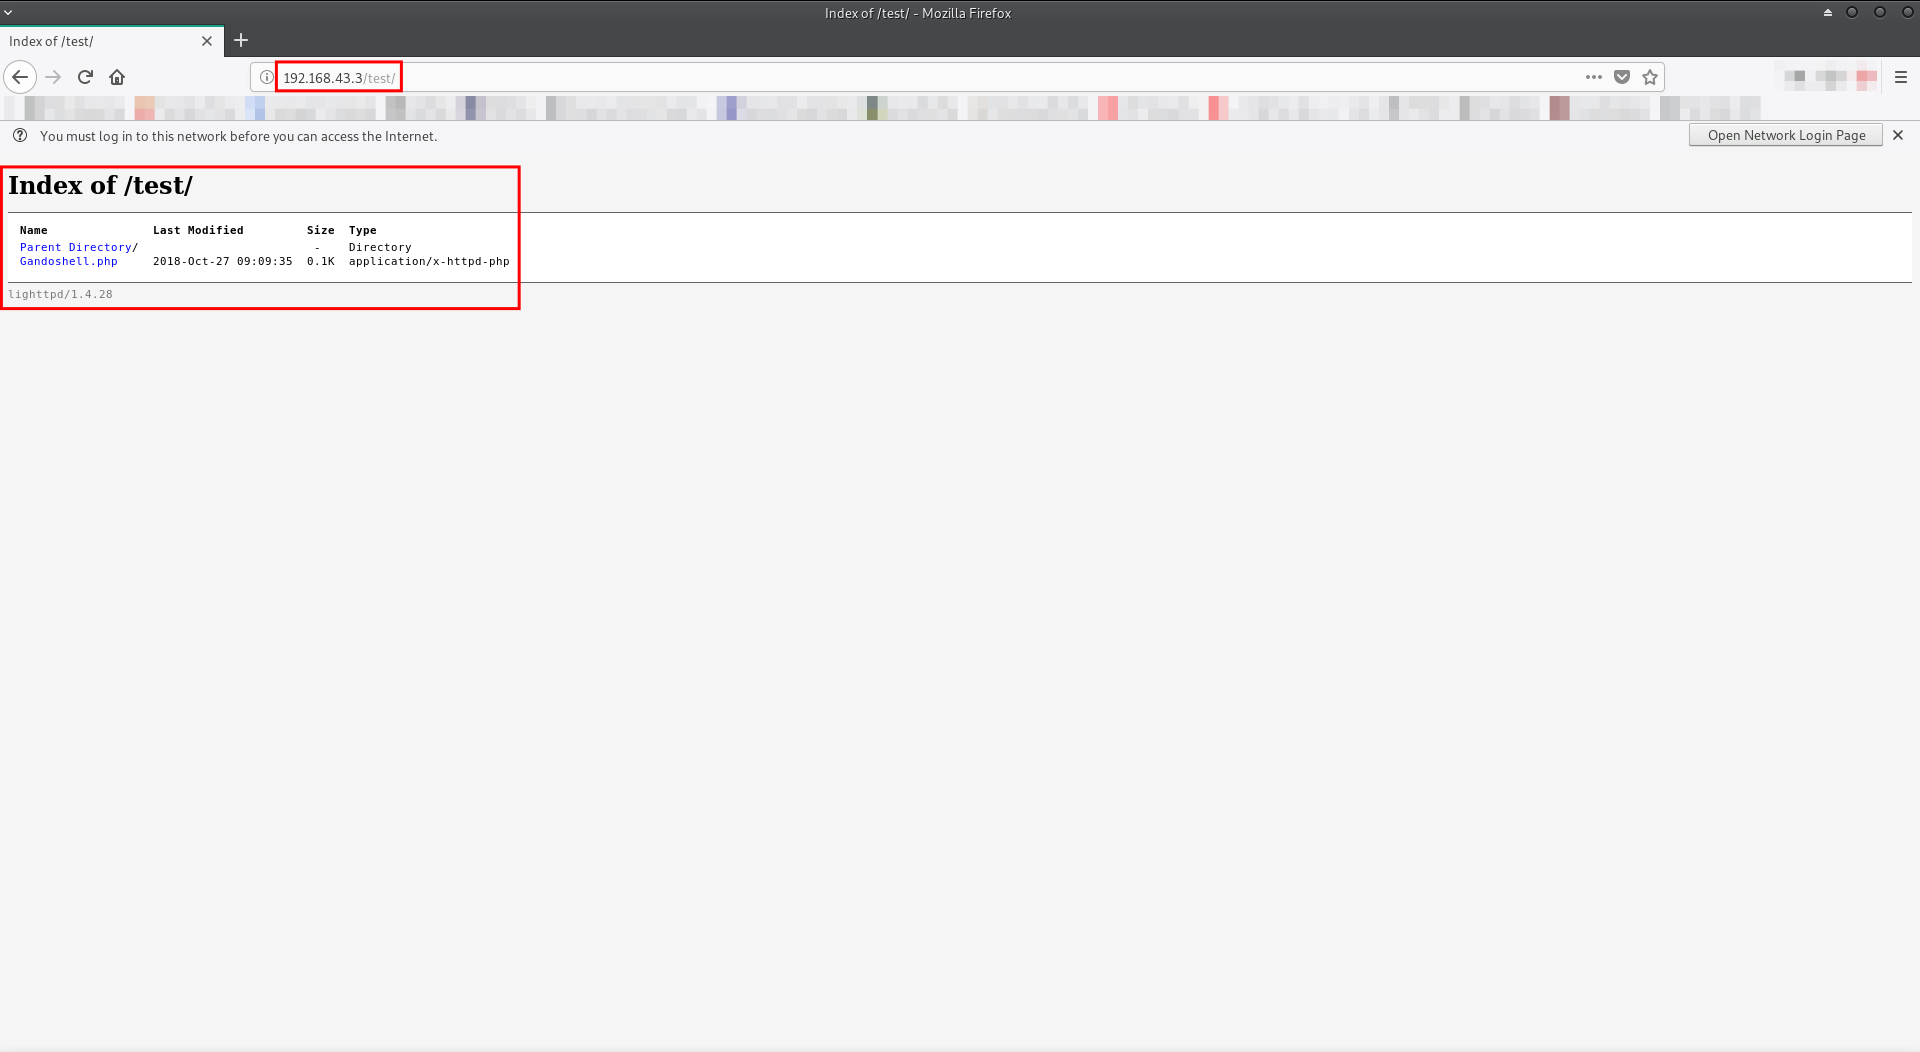 Index of /test/ - Mozilla Firefox
Index of /test/
192.168.43.3/test/
You must log in to this network before you can access the Internet.
Open Network Login Page
Index of /test/
Name Last Modified Size Type
Parent Directory/ - Directory
Gandoshell.php 2018-Oct-27 09:09:35 0.1K application/x-httpd-php
lighttpd/1.4.28